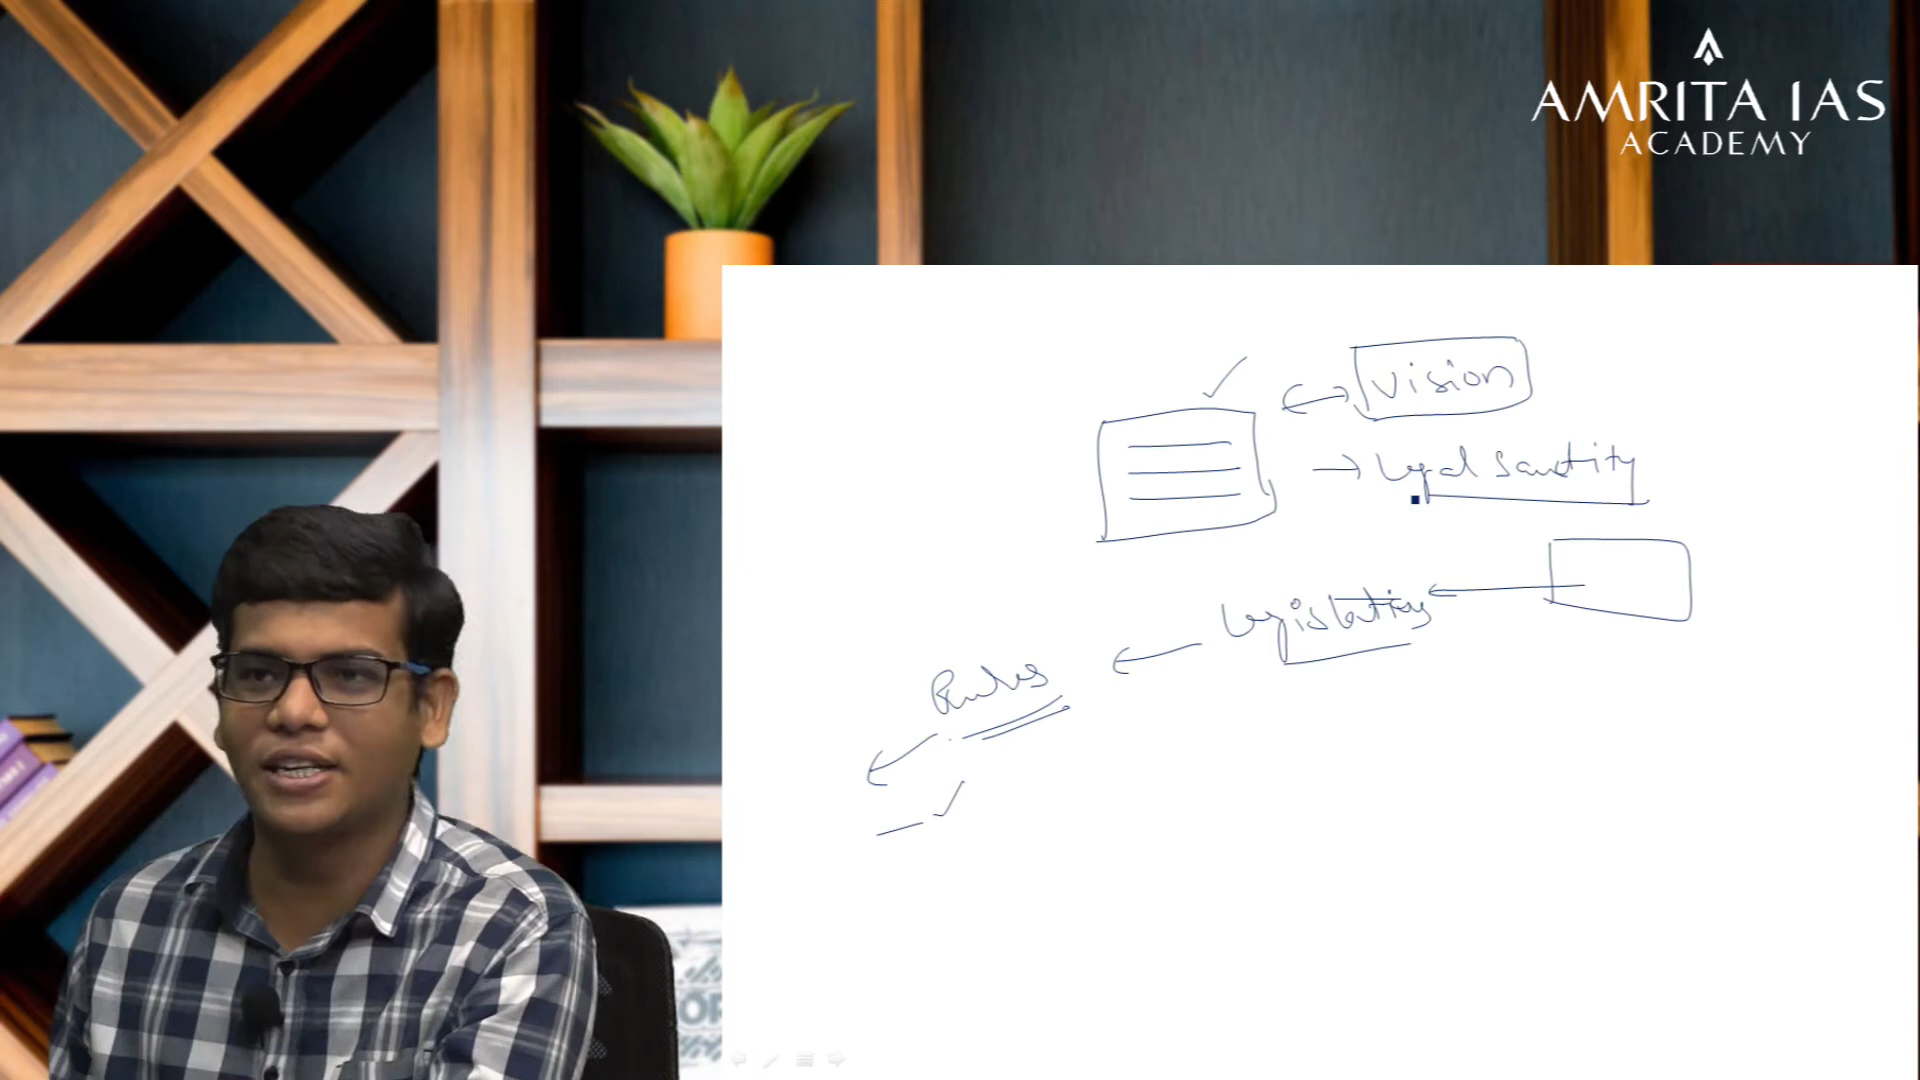 AMRITA IAS
ACADEMY
Vision
→ Legal Sanctity
Legislation
Rules